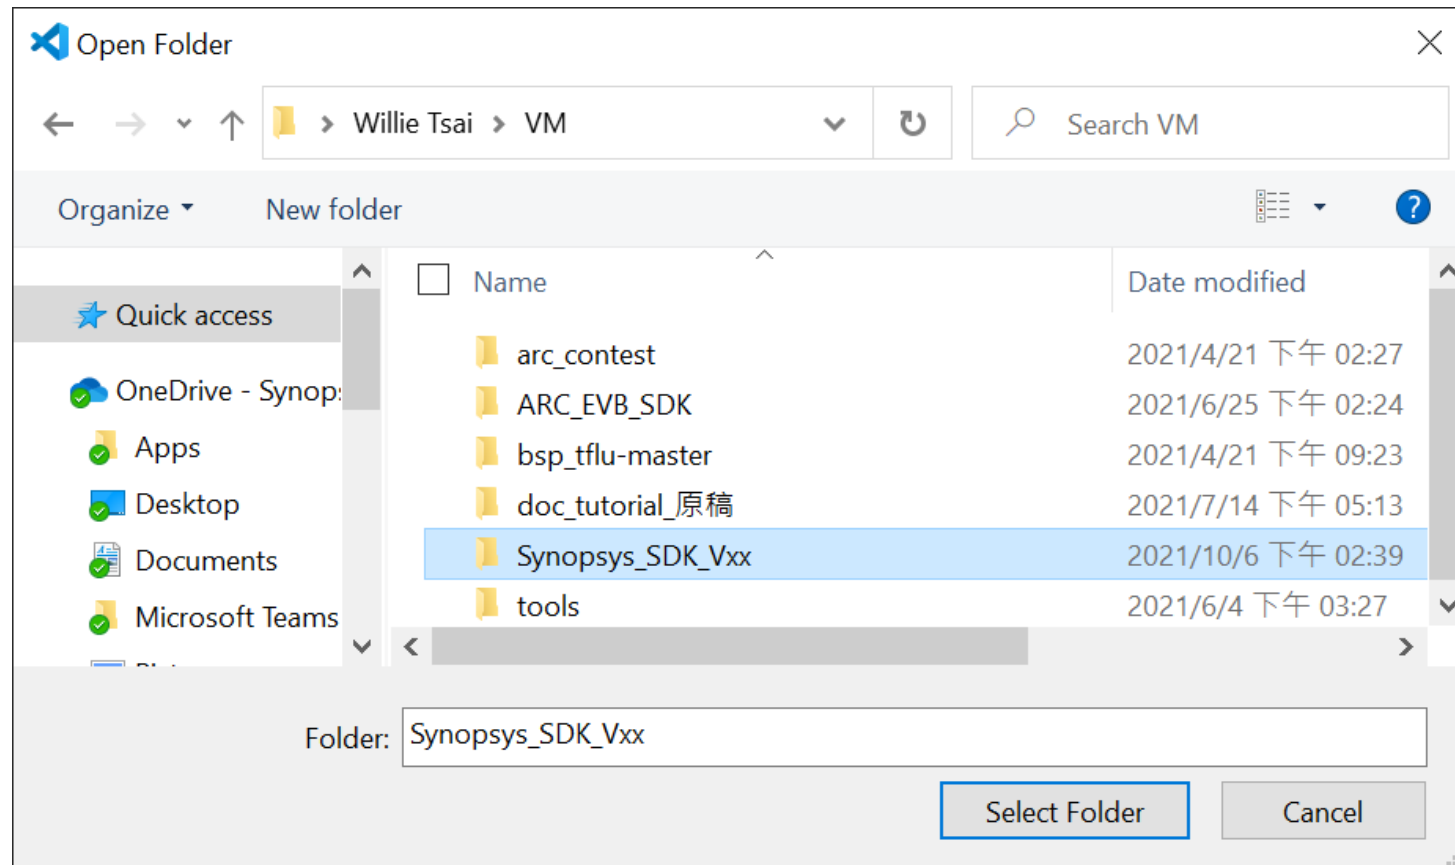 Open Folder
Willie Tsai > VM
Search VM
Organize
New folder
?
Name
Date modified
Quick access
OneDrive - Synop
Apps
Desktop
Documents
Microsoft Teams
arc_contest 2021/4/21 下午 02:27
ARC_EVB_SDK 2021/6/25 下午 02:24
bsp_tflu-master 2021/4/21 下午 09:23
doc_tutorial_原稿 2021/7/14 下午 05:13
Synopsys_SDK_Vxx 2021/10/6 下午 02:39
tools 2021/6/4 下午 03:27
Folder: Synopsys_SDK_Vxx
Select Folder
Cancel